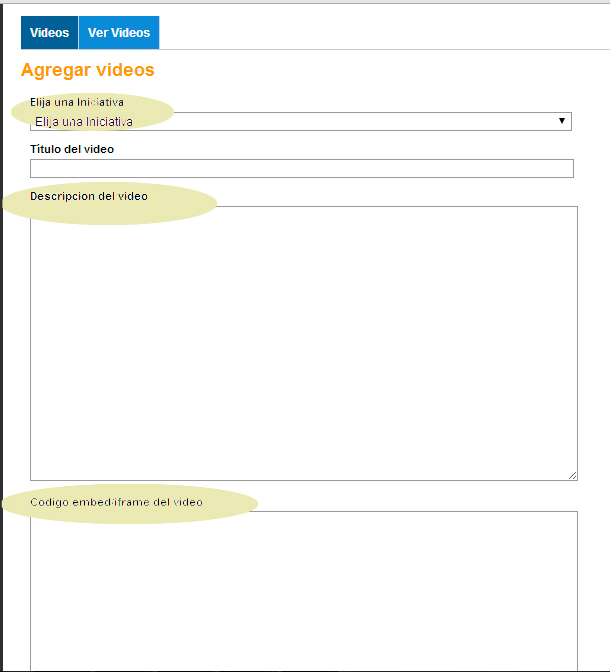 Videos Ver Videos
Agregar videos
Elija una Iniciativa
Elija una Iniciativa
Titulo del video
Descripcion del video
Codigo embed/iframe del video